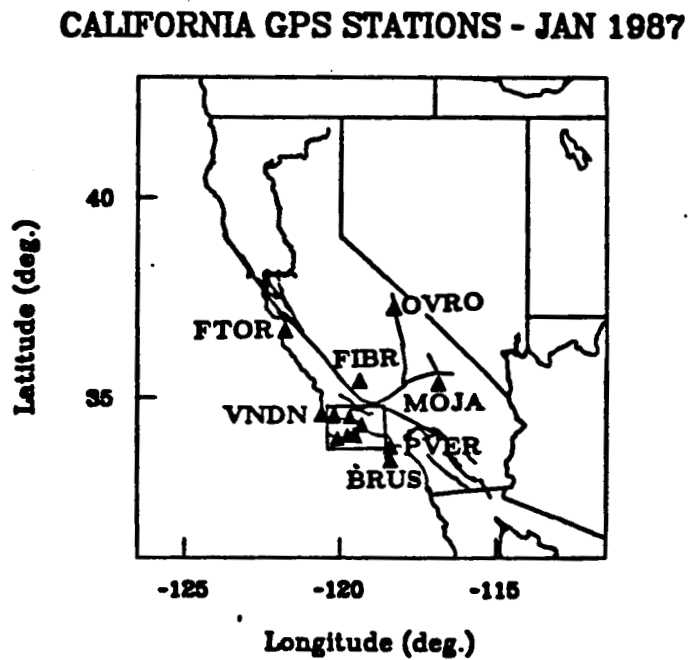 CALIFORNIA GPS STATIONS - JAN 1987
40
OVRO
FTOR
FIBR
35
MOJA
VNDN
PVER
BRUS
-125 -120 -115
Latitude (deg.)
Longitude (deg.)